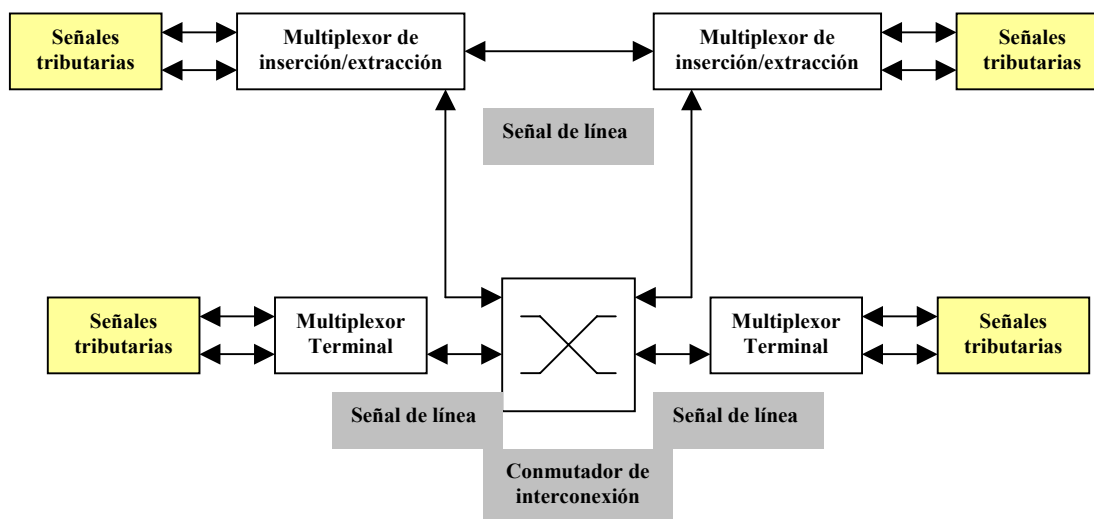 Señales
tributarias
Multiplexor de
inserción/extracción
Multiplexor de
inserción/extracción
Señales
tributarias
Señal de línea
Señales
tributarias
Multiplexor
Terminal
Multiplexor
Terminal
Señales
tributarias
Señal de línea
Señal de línea
Conmutador de
interconexión